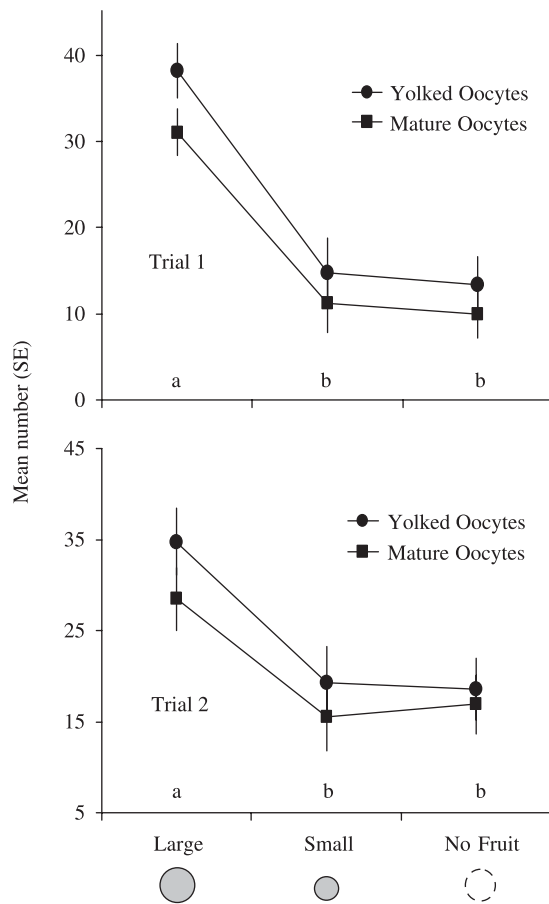 40
Yolked Oocytes
Mature Oocytes
30
20
Trial 1
10
a b b
0
Mean number (SE)
45
Yolked Oocytes
35
Mature Oocytes
25
Trial 2
15
a b b
5
Large Small No Fruit